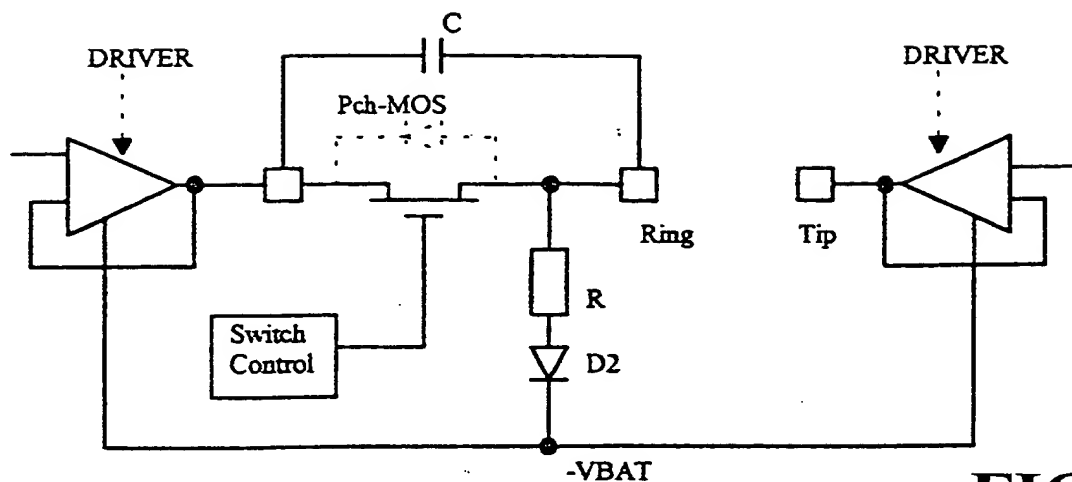 C
DRIVER
DRIVER
Pch-MOS
Ring
Tip
R
Switch
Control
D2
-VBAT